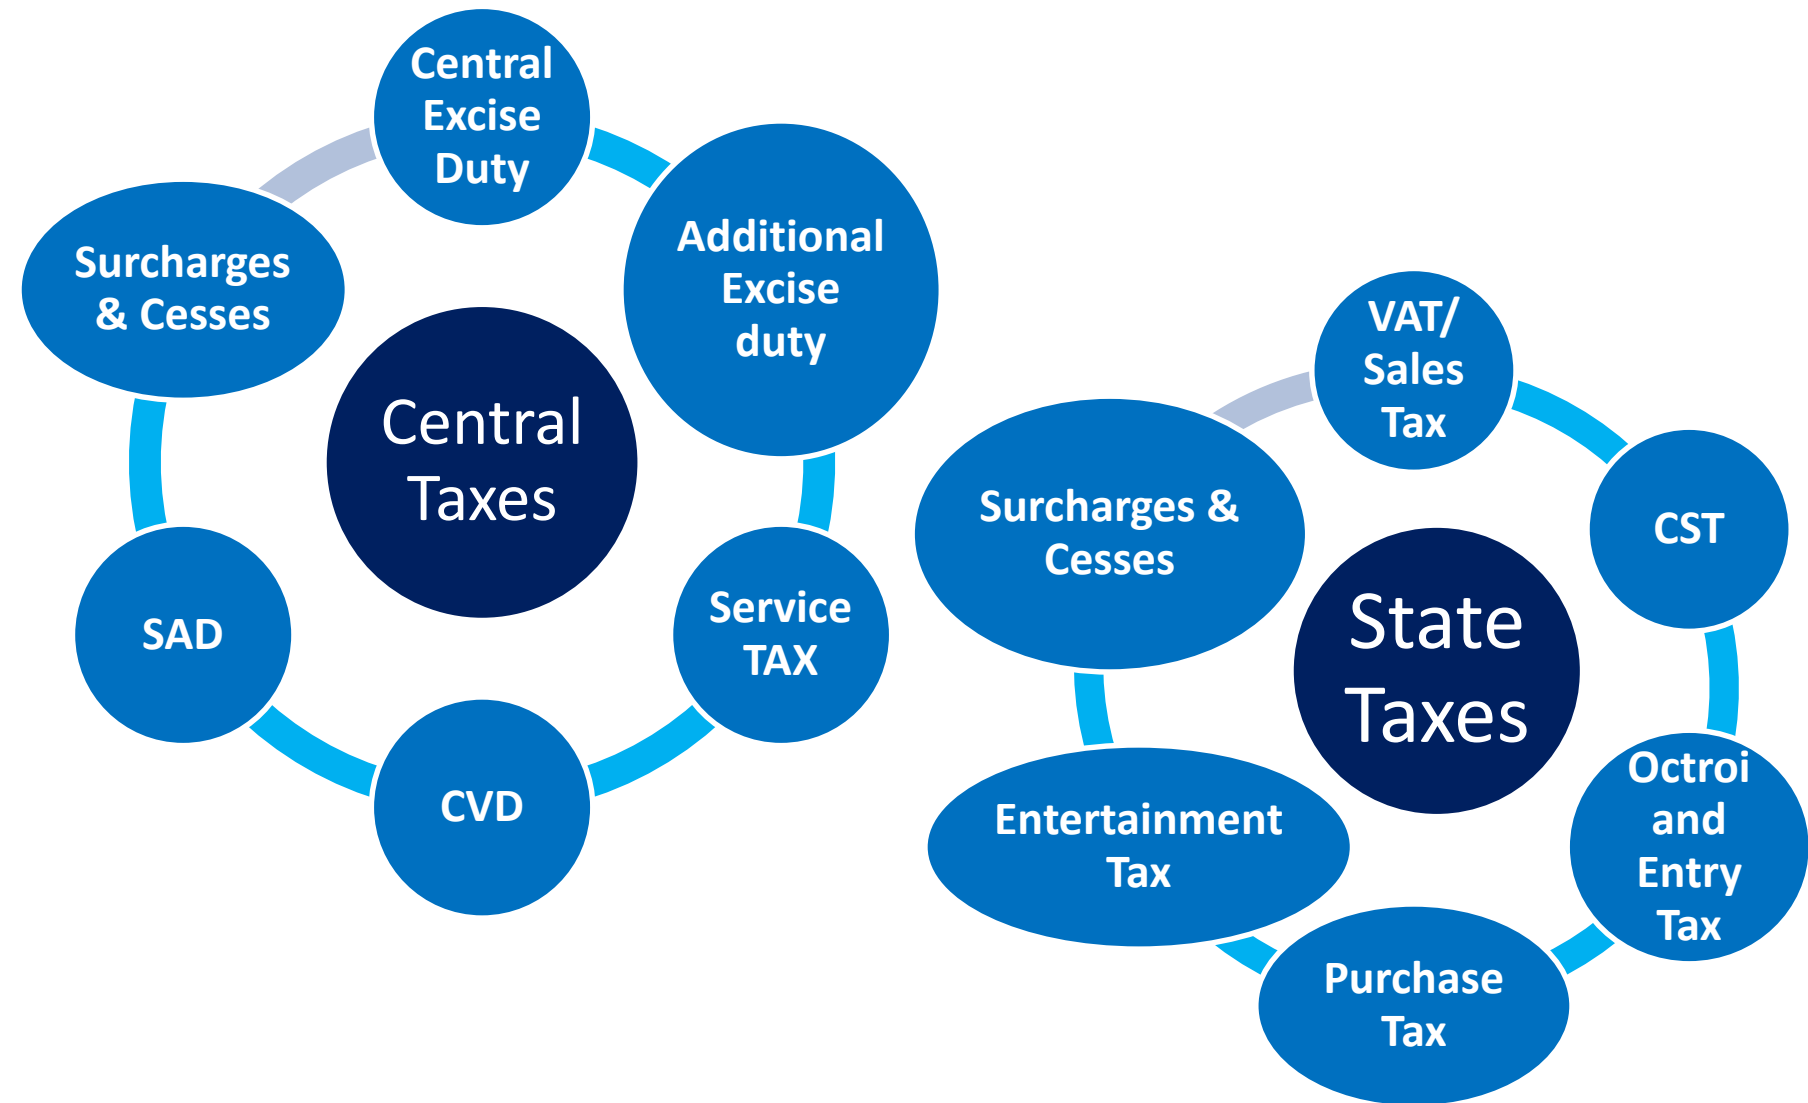 Central
Excise
Duty
Additional
Excise
duty
Service
TAX
CVD
SAD
Surcharges
& Cesses
Central
Taxes
VAT/
Sales
Tax
CST
Octroi
and
Entry
Tax
Purchase
Tax
Entertainment
Tax
Surcharges &
Cesses
State
Taxes